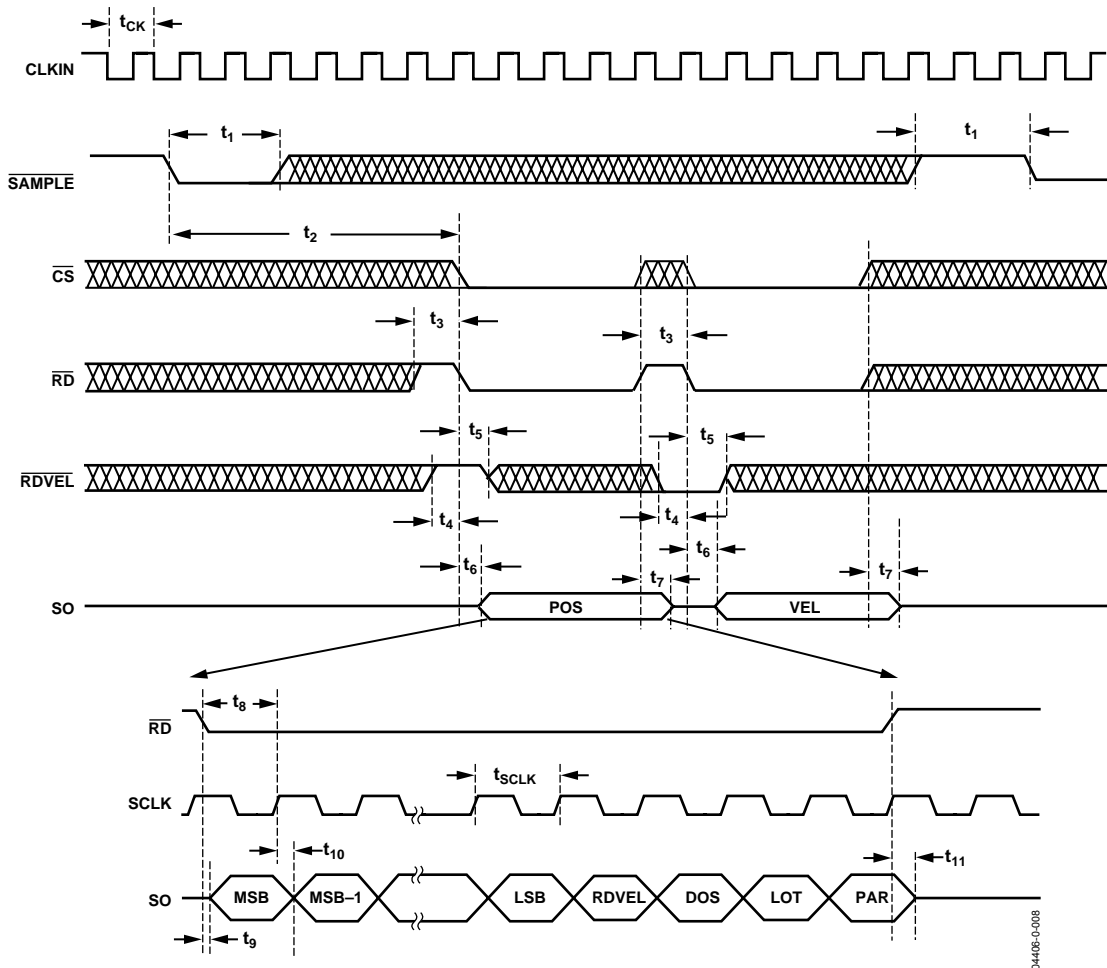 tCK
CLKIN
t1 t1
SAMPLE
t2
CS
t3 t3
RD
t5 t5
RDVEL
t4 t4
t6 t6
t7 t7
SO POS VEL
t8
RD
tSCLK
SCLK
t10 t11
SO MSB MSB–1 LSB RDVEL DOS LOT PAR
t9
04406-0-008